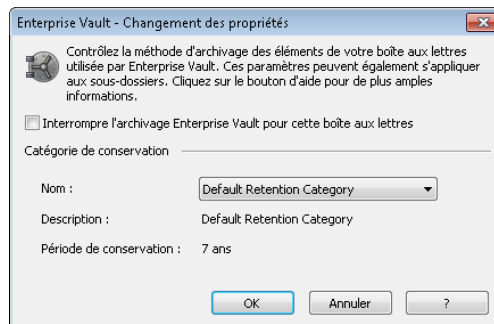 Enterprise Vault - Changement des propriétés
Contrôlez la méthode d'archivage des éléments de votre boîte aux lettres
utilisée par Enterprise Vault. Ces paramètres peuvent également s'appliquer
aux sous-dossiers. Cliquez sur le bouton d'aide pour de plus amples
informations.
Interrompre l'archivage Enterprise Vault pour cette boîte aux lettres
Catégorie de conservation
Nom : Default Retention Category
Description : Default Retention Category
Période de conservation : 7 ans
OK Annuler ?